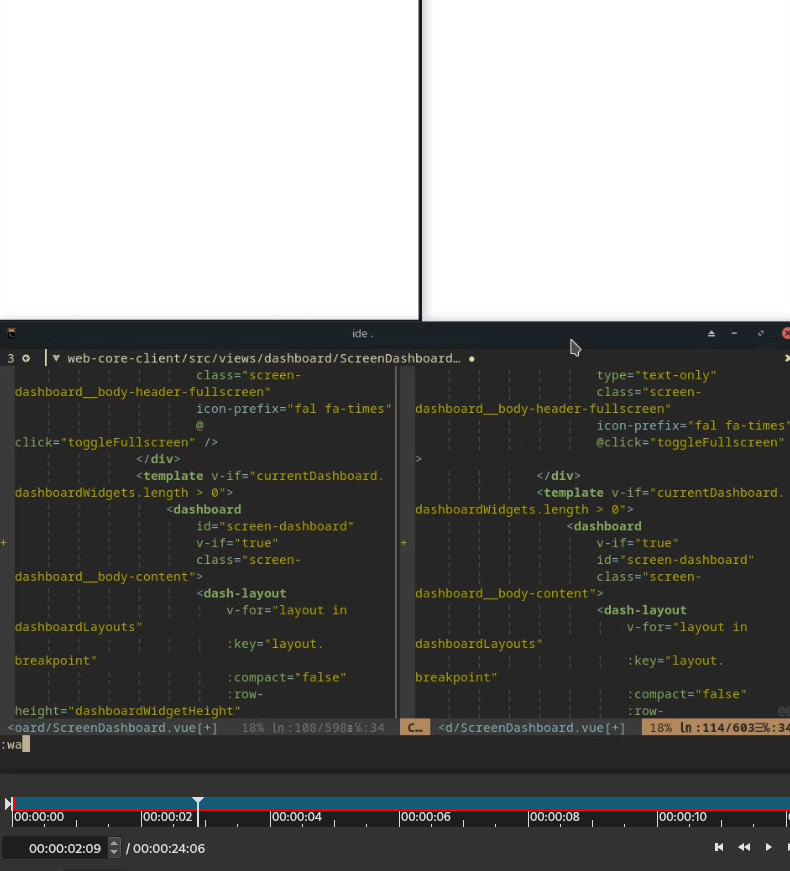 ide .
3 web-core-client/src/views/dashboard/ScreenDashboard… ●
class="screen-
dashboard__body-header-fullscreen"
icon-prefix="fal fa-times"
@
click="toggleFullscreen" />
</div>
<template v-if="currentDashboard.
dashboardWidgets.length > 0">
<dashboard
id="screen-dashboard"
+ v-if="true"
class="screen-
dashboard__body-content">
<dash-layout
v-for="layout in
dashboardLayouts"
:key="layout.
breakpoint"
:compact="false"
:row-
height="dashboardWidgetHeight"
<oard/ScreenDashboard.vue[+] 18% ln:108/598≡%:34
type="text-only"
class="screen-
dashboard__body-header-fullscreen"
icon-prefix="fal fa-times"
@click="toggleFullscreen"
>
</div>
<template v-if="currentDashboard.
dashboardWidgets.length > 0">
<dashboard
+ v-if="true"
id="screen-dashboard"
class="screen-
dashboard__body-content">
<dash-layout
v-for="layout in
dashboardLayouts"
:key="layout.
breakpoint"
:compact="false"
:row-
C… <d/ScreenDashboard.vue[+] 18% ln:114/603☰%:34
:wa
00:00:00 00:00:02 00:00:04 00:00:06 00:00:08 00:00:10
00:00:02:09 / 00:00:24:06